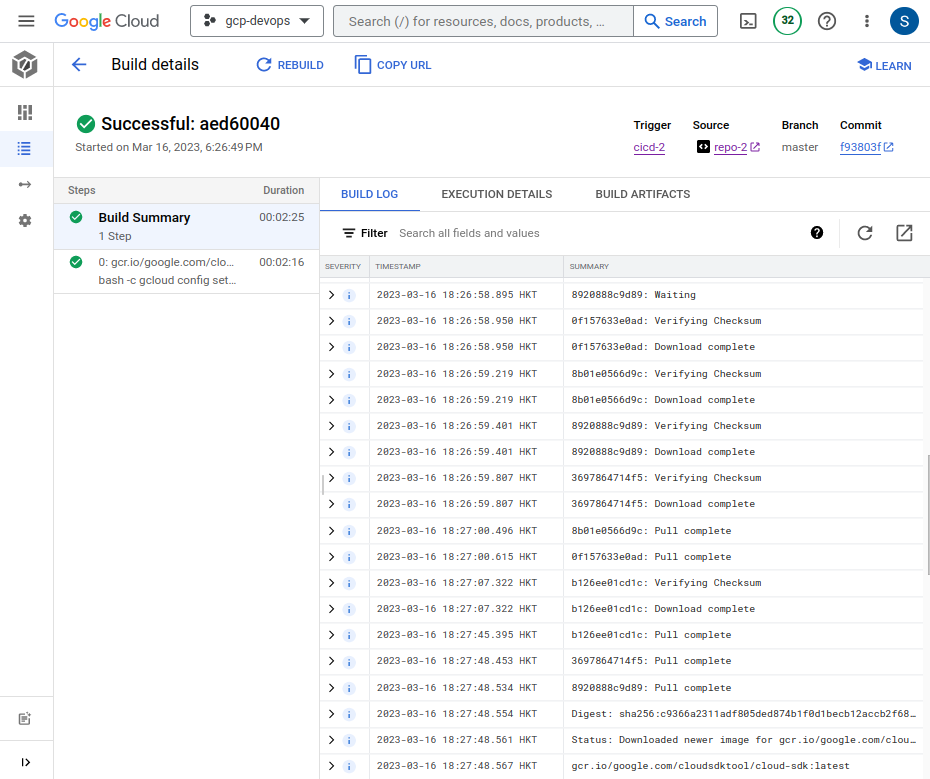 Google Cloud gcp-devops Search (/) for resources, docs, products, ... Search 32 S
Build details REBUILD COPY URL LEARN
Successful: aed60040
Started on Mar 16, 2023, 6:26:49 PM
Trigger Source Branch Commit
cicd-2 repo-2 master f93803f
Steps Duration
Build Summary 00:02:25
1 Step
0: gcr.io/google.com/clo... 00:02:16
bash -c gcloud config set...
BUILD LOG EXECUTION DETAILS BUILD ARTIFACTS
Filter Search all fields and values
SEVERITY TIMESTAMP SUMMARY
2023-03-16 18:26:58.895 HKT 8920888c9d89: Waiting
2023-03-16 18:26:58.950 HKT 0f157633e0ad: Verifying Checksum
2023-03-16 18:26:58.950 HKT 0f157633e0ad: Download complete
2023-03-16 18:26:59.219 HKT 8b01e0566d9c: Verifying Checksum
2023-03-16 18:26:59.219 HKT 8b01e0566d9c: Download complete
2023-03-16 18:26:59.401 HKT 8920888c9d89: Verifying Checksum
2023-03-16 18:26:59.401 HKT 8920888c9d89: Download complete
2023-03-16 18:26:59.807 HKT 3697864714f5: Verifying Checksum
2023-03-16 18:26:59.807 HKT 3697864714f5: Download complete
2023-03-16 18:27:00.496 HKT 8b01e0566d9c: Pull complete
2023-03-16 18:27:00.615 HKT 0f157633e0ad: Pull complete
2023-03-16 18:27:07.322 HKT b126ee01cd1c: Verifying Checksum
2023-03-16 18:27:07.322 HKT b126ee01cd1c: Download complete
2023-03-16 18:27:45.395 HKT b126ee01cd1c: Pull complete
2023-03-16 18:27:48.453 HKT 3697864714f5: Pull complete
2023-03-16 18:27:48.534 HKT 8920888c9d89: Pull complete
2023-03-16 18:27:48.554 HKT Digest: sha256:c9366a2311adf805ded874b1f0d1becb12accb2f68...
2023-03-16 18:27:48.561 HKT Status: Downloaded newer image for gcr.io/google.com/clou...
2023-03-16 18:27:48.567 HKT gcr.io/google.com/cloudsdktool/cloud-sdk:latest